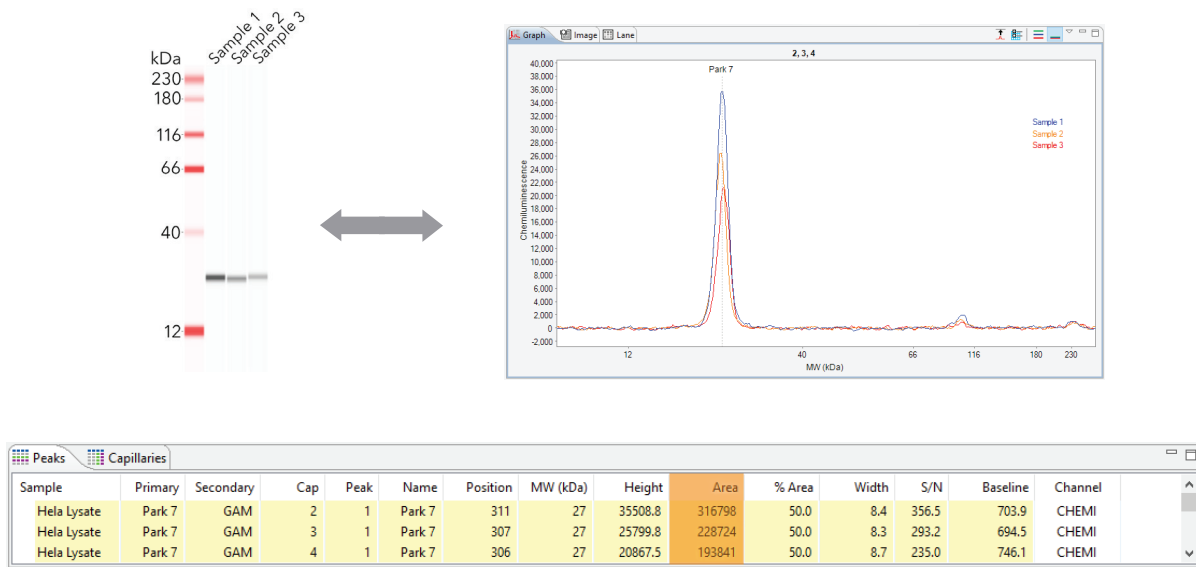 Sample 1
Sample 2
Sample 3
kDa
230
180
116
66
40
12
Graph Image Lane
2, 3, 4
Park 7
40,000
38,000
36,000
34,000
32,000
30,000
28,000
26,000
24,000
22,000
20,000
18,000
16,000
14,000
12,000
10,000
8,000
6,000
4,000
2,000
0
-2,000
Chemiluminescence
Sample 1
Sample 2
Sample 3
12 40 66 116 180 230
MW (kDa)
Peaks Capillaries
Sample Primary Secondary Cap Peak Name Position MW (kDa) Height Area % Area Width S/N Baseline Channel
Hela Lysate Park 7 GAM 2 1 Park 7 311 27 35508.8 316798 50.0 8.4 356.5 703.9 CHEMI
Hela Lysate Park 7 GAM 3 1 Park 7 307 27 25799.8 228724 50.0 8.3 293.2 694.5 CHEMI
Hela Lysate Park 7 GAM 4 1 Park 7 306 27 20867.5 193841 50.0 8.7 235.0 746.1 CHEMI